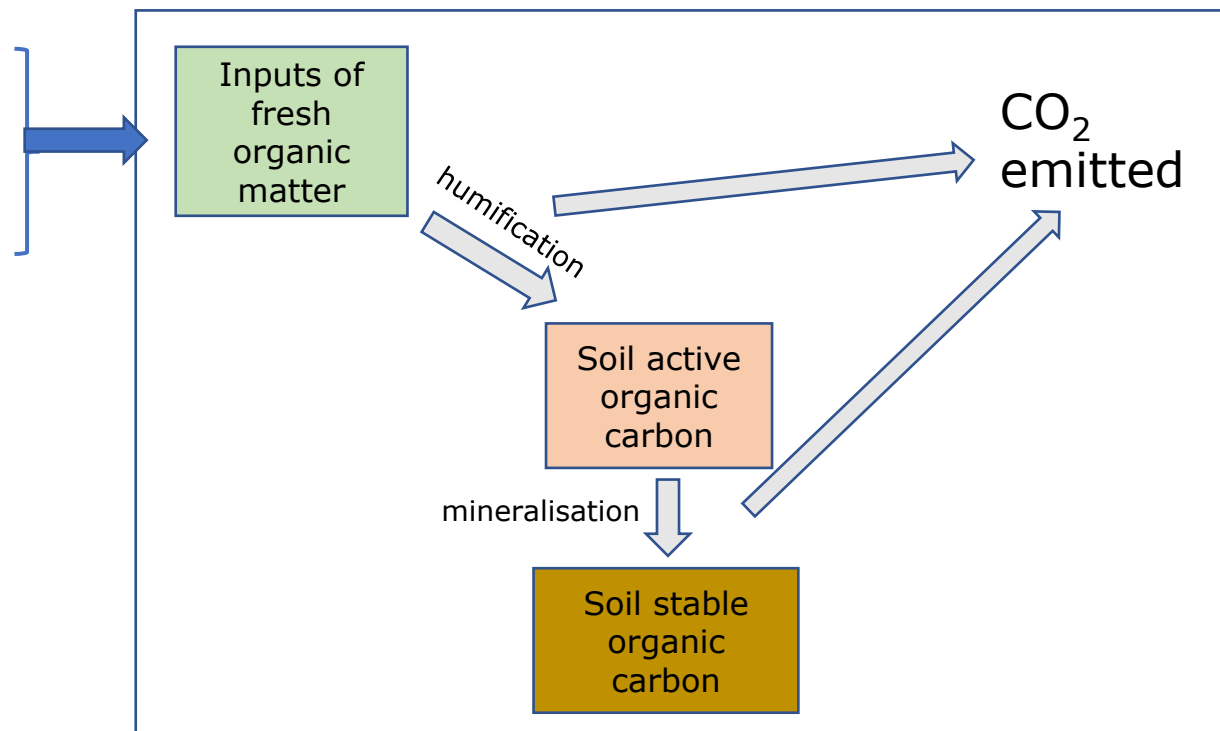 Inputs of
fresh
organic
matter
CO₂
emitted
humification
Soil active
organic
carbon
mineralisation
Soil stable
organic
carbon